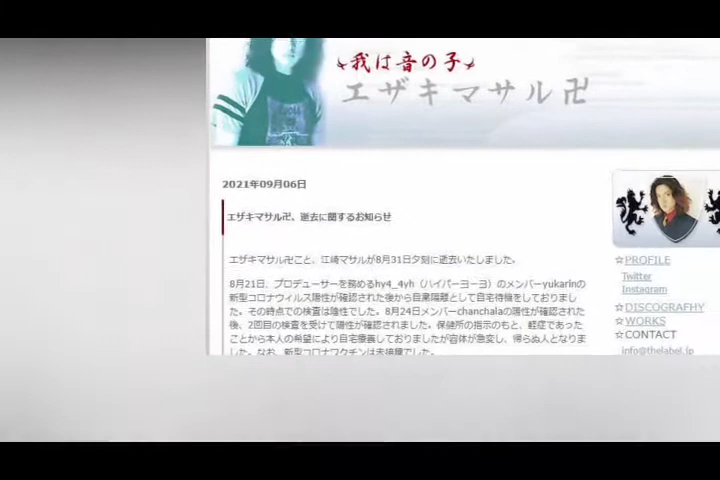 我は音の子
エザキマサル卍
2021年09月06日
エザキマサル卍、逝去に関するお知らせ
エザキマサル卍こと、江崎マサルが8月31日夕刻に逝去いたしました。
8月21日、プロデューサーを務めるhy4_4yh（ハイパーヨーヨ）のメンバーyukarinの
新型コロナウィルス陽性が確認された後から自業隔離として自宅待機をしておりまし
た。その時点での検査は陰性でした。8月24日メンバーchanchalaの陽性が確認された
後、2回目の検査を受けて陽性が確認されました。保健所の指示のもと、軽症であった
ことから本人の希望により自宅療養しておりましたが容体が急変し、帰らぬ人となりま
した。なお、新型コロナワクチンは未接種でした。
☆PROFILE
Twitter
Instagram
☆DISCOGRAFHY
☆WORKS
☆CONTACT
info@thelabel.jp